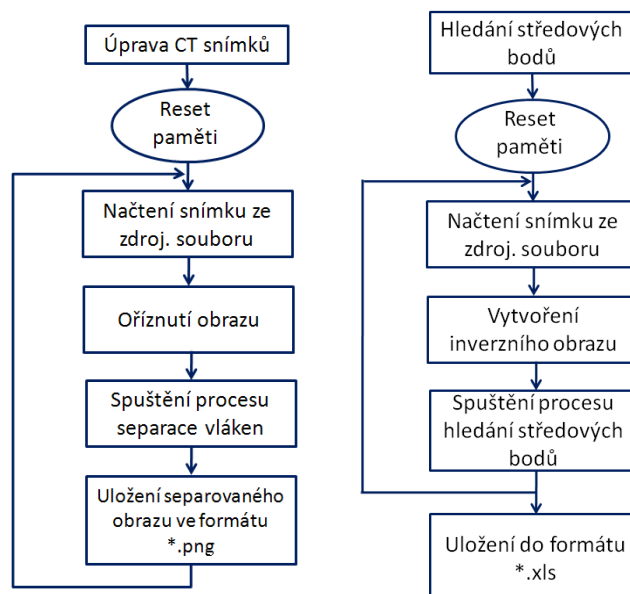 Úprava CT snímků
Reset
paměti
Načtení snímku ze
zdroj. souboru
Oříznutí obrazu
Spuštění procesu
separace vláken
Uložení separovaného
obrazu ve formátu
*.png
Hledání středových
bodů
Reset
paměti
Načtení snímku ze
zdroj. souboru
Vytvoření
inverzního obrazu
Spuštění procesu
hledání středových
bodů
Uložení do formátu
*.xls